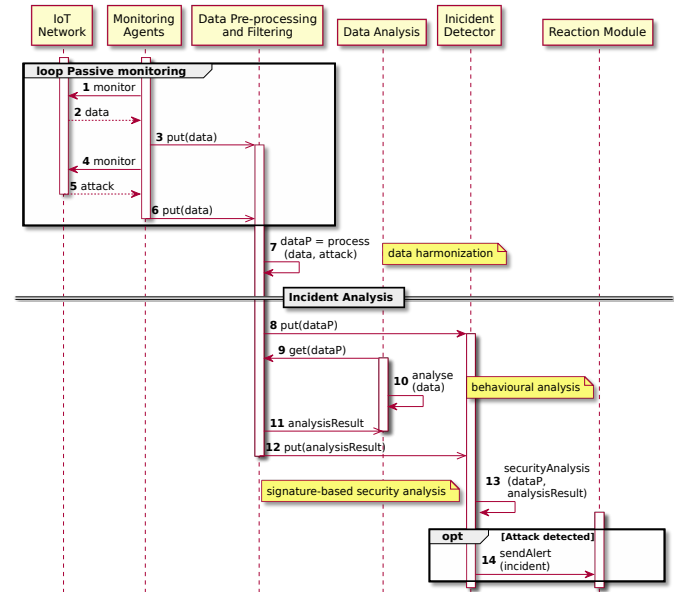 IoT
Network
Monitoring
Agents
Data Pre-processing
and Filtering
Data Analysis
Inicident
Detector
Reaction Module
loop Passive monitoring
1 monitor
2 data
3 put(data)
4 monitor
5 attack
6 put(data)
7 dataP = process
(data, attack)
data harmonization
Incident Analysis
8 put(dataP)
9 get(dataP)
10 analyse
(data)
behavioural analysis
11 analysisResult
12 put(analysisResult)
signature-based security analysis
13 securityAnalysis
(dataP,
analysisResult)
opt [Attack detected]
14 sendAlert
(incident)